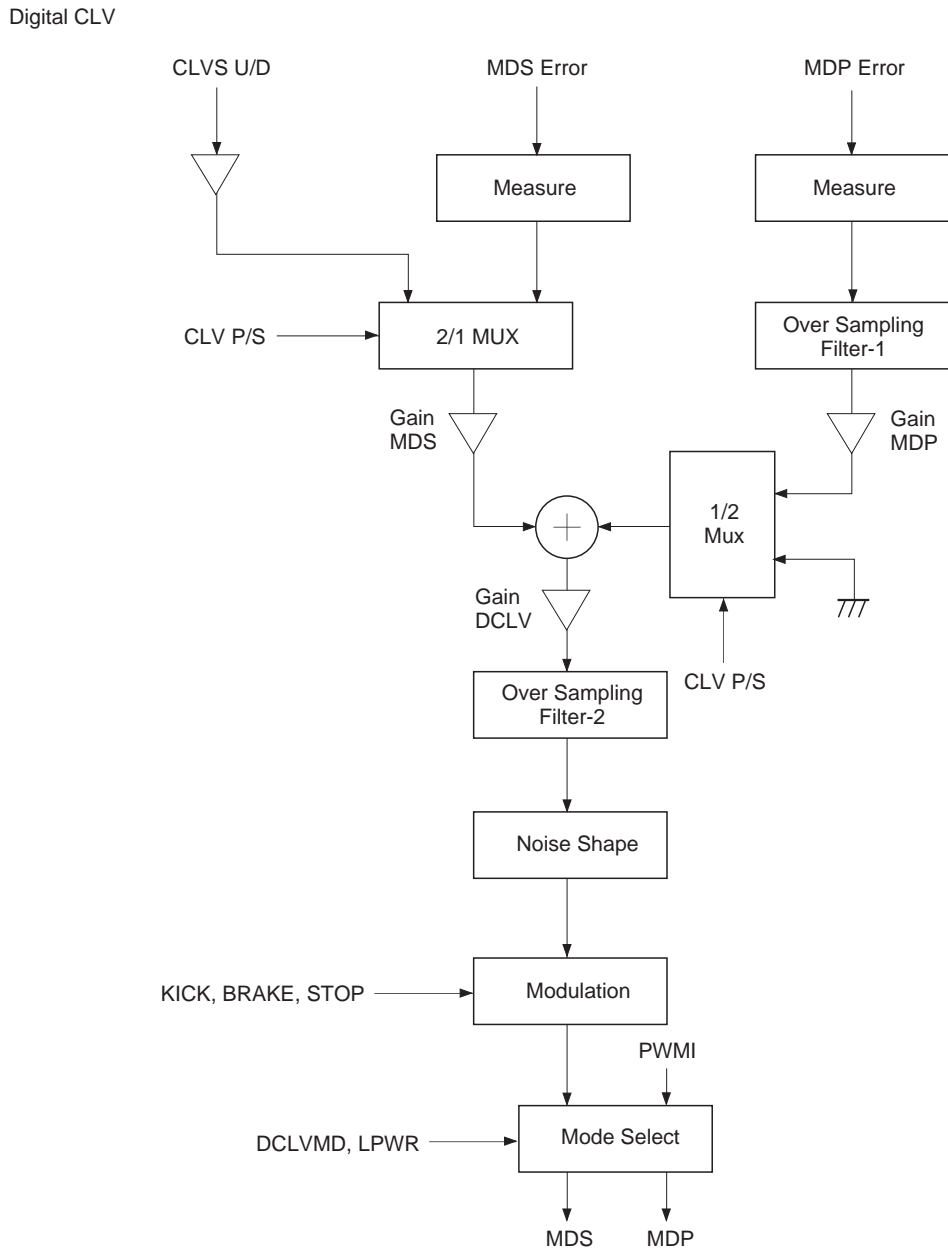 Digital CLV
CLVS U/D
MDS Error
MDP Error
Measure
Measure
CLV P/S
2/1 MUX
Over Sampling
Filter-1
Gain
MDS
Gain
MDP
1/2
Mux
Gain
DCLV
CLV P/S
Over Sampling
Filter-2
Noise Shape
KICK, BRAKE, STOP
Modulation
PWMI
DCLVMD, LPWR
Mode Select
MDS
MDP